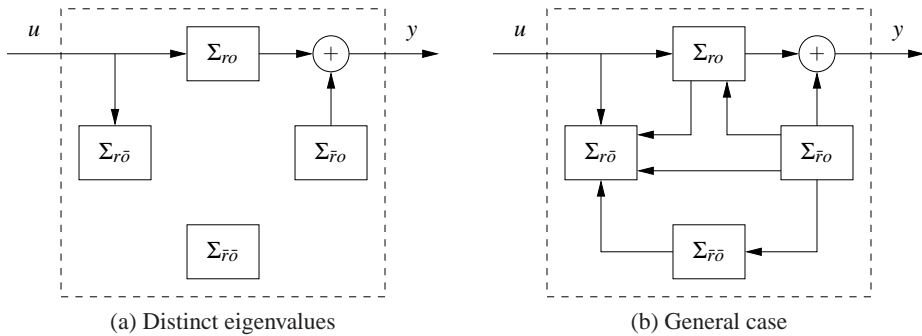 u
Σro
+
y
Σrō
Σr̄o
Σr̄ō
(a) Distinct eigenvalues
u
Σro
+
y
Σrō
Σr̄o
Σr̄ō
(b) General case